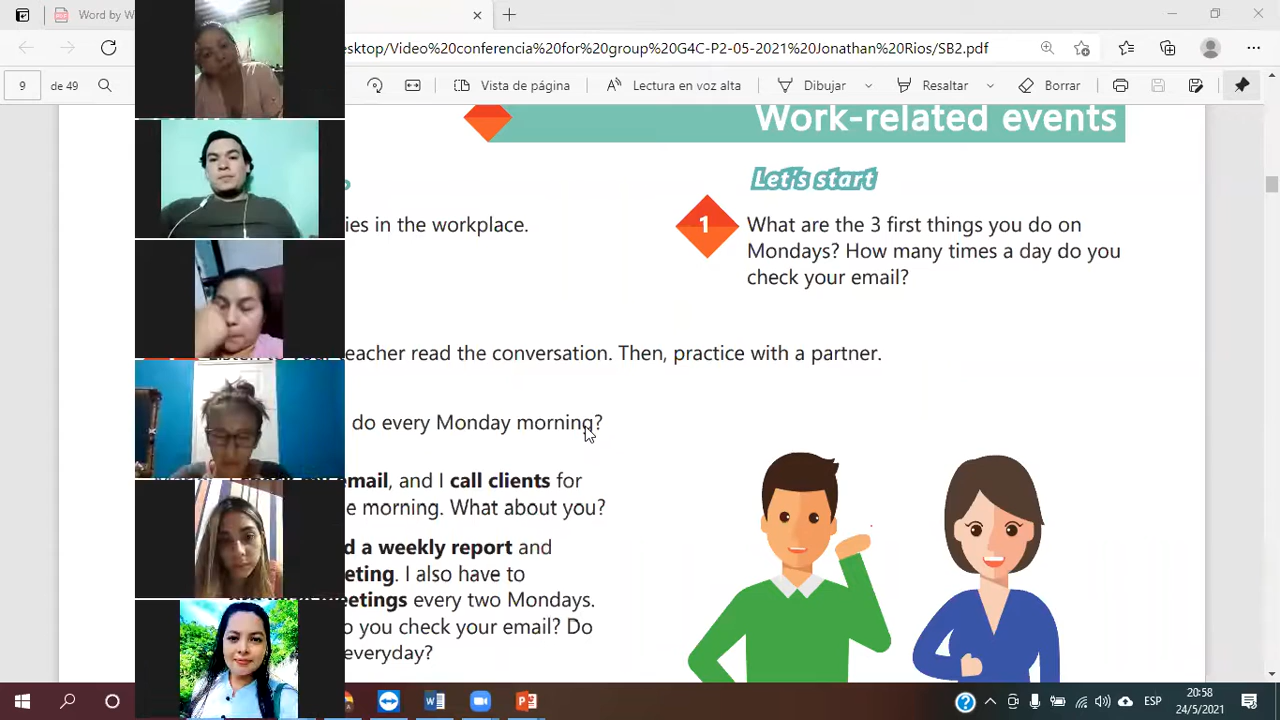 Word by W
esktop/Video%20conferencia%20for%20group%20G4C-P2-05-2021%20Jonathan%20Rios/SB2.pdf
9 de 49
Vista de página
Lectura en voz alta
Dibujar
Resaltar
Borrar
Work-related events
Let's start
ies in the workplace.
1
What are the 3 first things you do on
Mondays? How many times a day do you
check your email?
teacher read the conversation. Then, practice with a partner.
do every Monday morning?
email, and I call clients for
e morning. What about you?
d a weekly report and
eting. I also have to
meetings every two Mondays.
o you check your email? Do
everyday?
ESP
20:58
24/5/2021